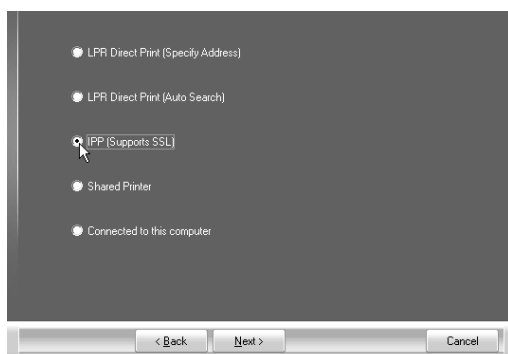 LPR Direct Print (Specify Address)
LPR Direct Print (Auto Search)
IPP (Supports SSL)
Shared Printer
Connected to this computer
< Back Next > Cancel